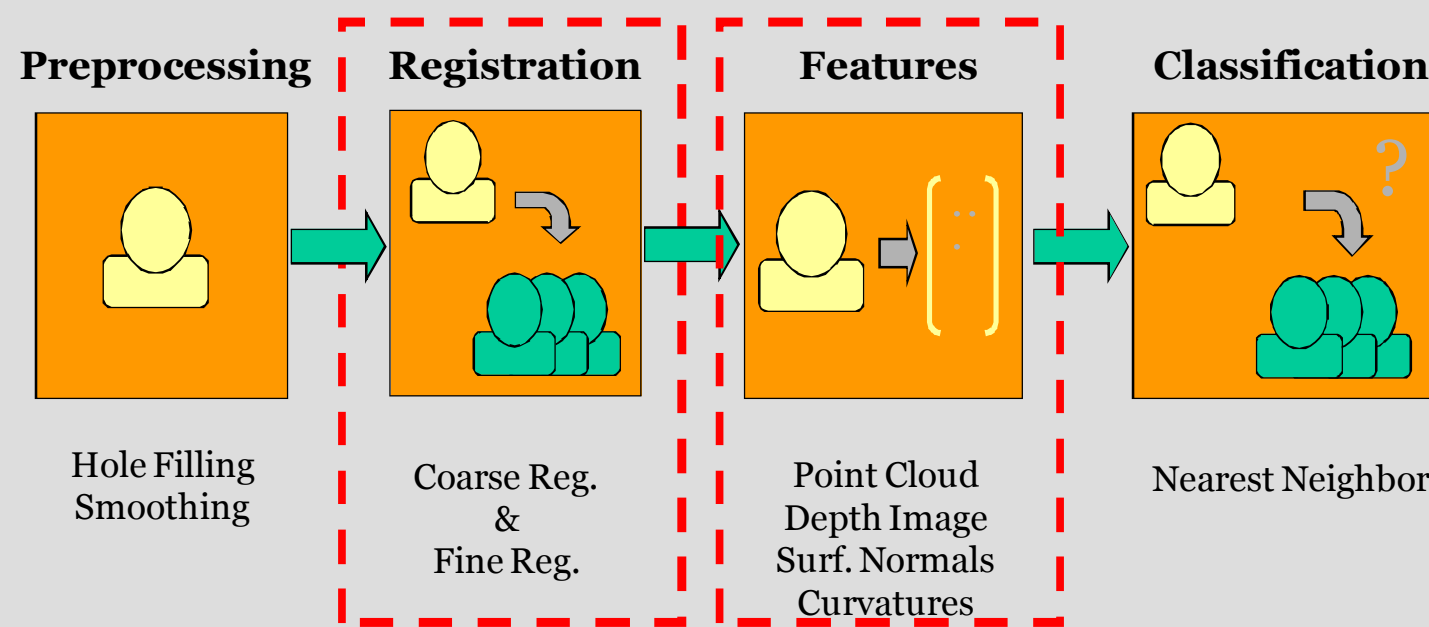 Preprocessing
Registration
Features
Classification
?
Hole Filling
Smoothing
Coarse Reg.
&
Fine Reg.
Point Cloud
Depth Image
Surf. Normals
Curvatures
Nearest Neighbor